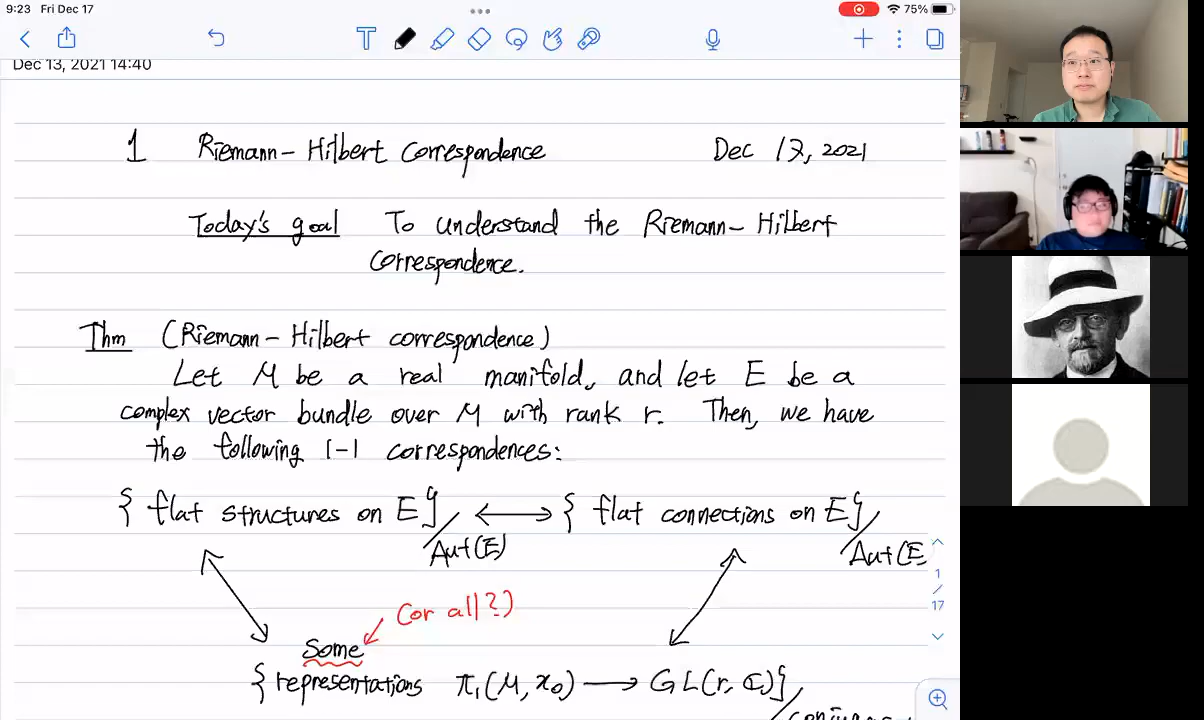 9:23 Fri Dec 17
75%
Dec 13, 2021 14:40
1 Riemann-Hilbert Correspondence Dec 17, 2021
Today's goal To understand the Riemann-Hilbert
Correspondence.
Thm (Riemann-Hilbert correspondence)
Let M be a real manifold, and let E be a
complex vector bundle over M with rank r. Then, we have
the following 1-1 correspondences:
{ flat structures on E}/Aut(E) ⟷ { flat connections on E}/Aut(E
(or all?)
Some
{ representations π₁(M, x₀) ⟶ GL(r, ℂ)}/
1
/
17